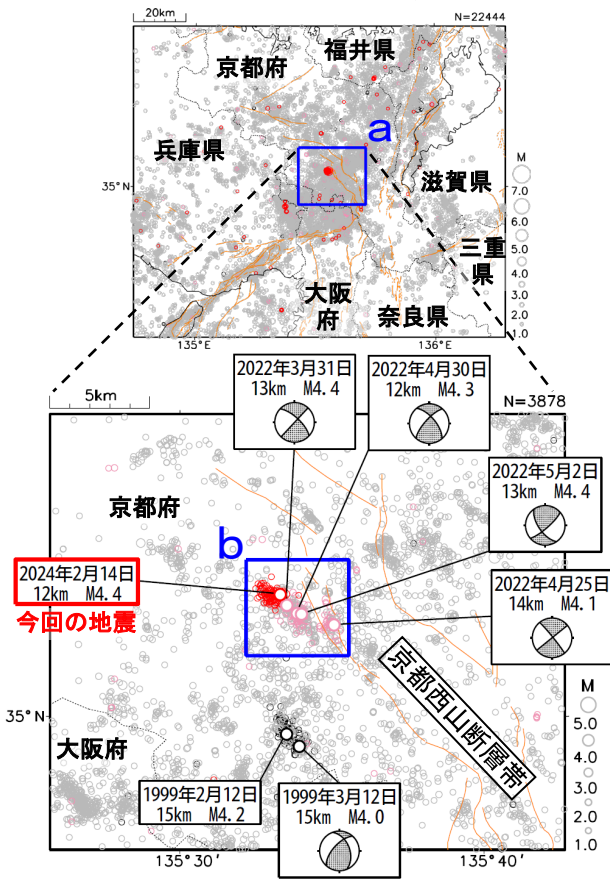 20km
N=22444
福井県
京都府
a
兵庫県
滋賀県
35°N
M
7.0
6.0
5.0
4.0
3.0
2.0
1.0
三重
県
大阪
府
奈良県
135°E
136°E
2022年3月31日
13km M4.4
2022年4月30日
12km M4.3
5km
N=3878
京都府
2022年5月2日
13km M4.4
b
2024年2月14日
12km M4.4
今回の地震
2022年4月25日
14km M4.1
京都西山断層帯
35°N
大阪府
M
5.0
4.0
3.0
2.0
1.0
1999年2月12日
15km M4.2
1999年3月12日
15km M4.0
135°30′
135°40′